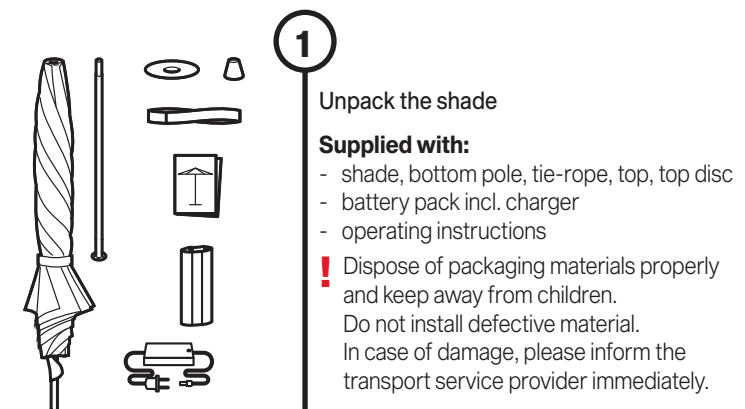 1
Unpack the shade
Supplied with:
- shade, bottom pole, tie-rope, top, top disc
- battery pack incl. charger
- operating instructions
! Dispose of packaging materials properly
and keep away from children.
Do not install defective material.
In case of damage, please inform the
transport service provider immediately.